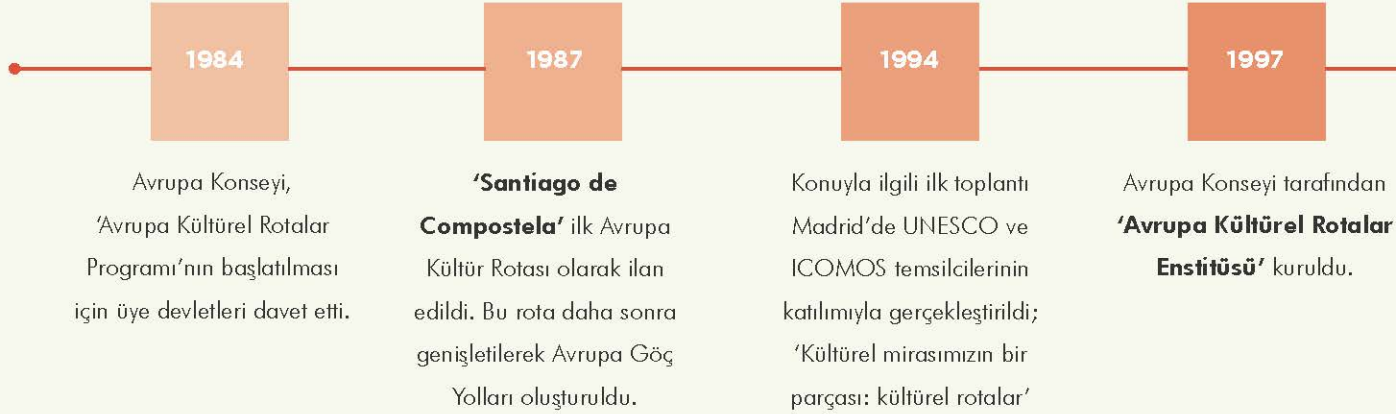 1984
Avrupa Konseyi,
‘Avrupa Kültürel Rotalar
Programı’nın başlatılması
için üye devletleri davet etti.
1987
‘Santiago de
Compostela’ ilk Avrupa
Kültür Rotası olarak ilan
edildi. Bu rota daha sonra
genişletilerek Avrupa Göç
Yolları oluşturuldu.
1994
Konuyla ilgili ilk toplantı
Madrid’de UNESCO ve
ICOMOS temsilcilerinin
katılımıyla gerçekleştirildi;
‘Kültürel mirasımızın bir
parçası: kültürel rotalar’
1997
Avrupa Konseyi tarafından
‘Avrupa Kültürel Rotalar
Enstitüsü’ kuruldu.